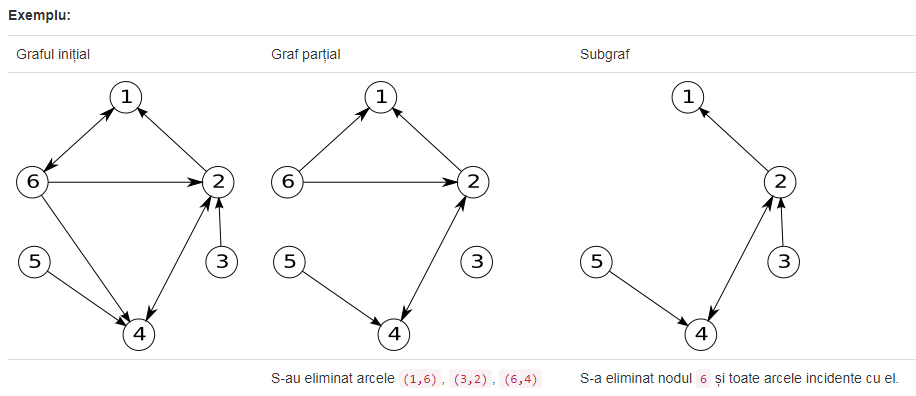 Exemplu:
Graful inițial Graf parțial Subgraf
1 1 1
6 2 6 2 2
5 3 5 3 5 3
4 4 4
S-au eliminat arcele (1,6), (3,2), (6,4) S-a eliminat nodul 6 și toate arcele incidente cu el.